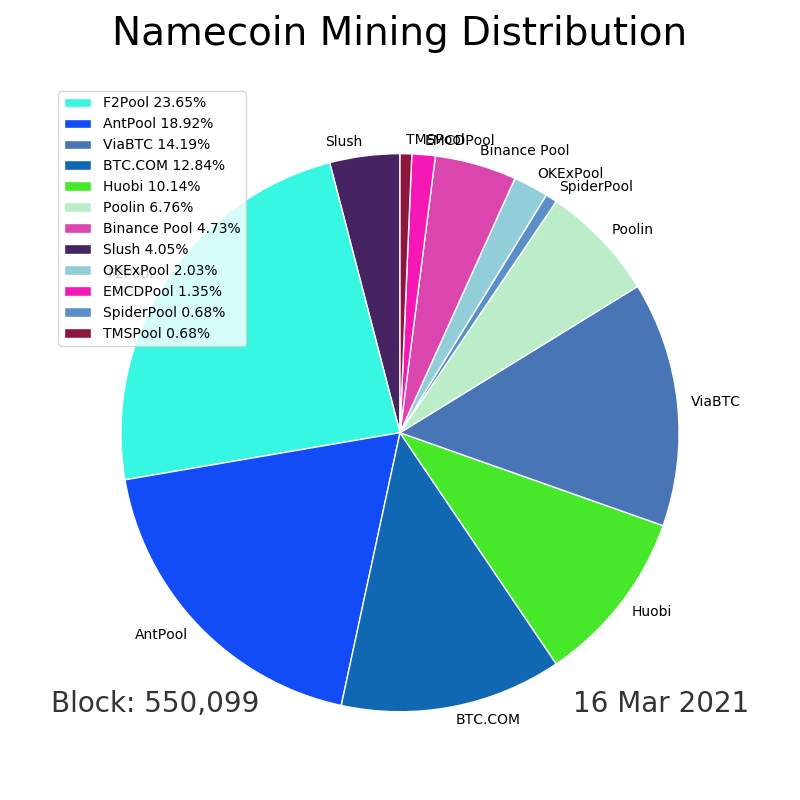 Namecoin Mining Distribution
F2Pool 23.65%
AntPool 18.92%
ViaBTC 14.19%
BTC.COM 12.84%
Huobi 10.14%
Poolin 6.76%
Binance Pool 4.73%
Slush 4.05%
OKExPool 2.03%
EMCDPool 1.35%
SpiderPool 0.68%
TMSPool 0.68%
Slush
TMSPool
EMCDPool
Binance Pool
OKExPool
SpiderPool
Poolin
F2Pool
ViaBTC
Huobi
AntPool
BTC.COM
Block: 550,099
16 Mar 2021